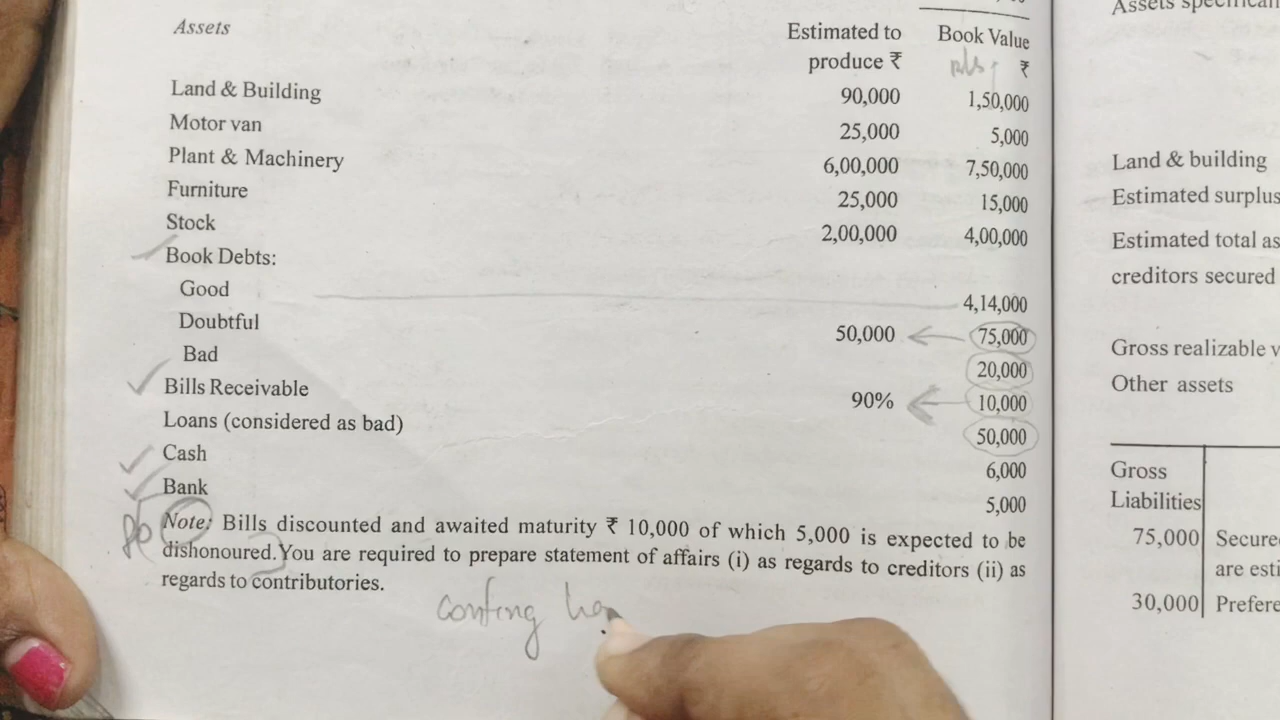 Assets
Estimated to produce ₹
Book Value
₹
Land & Building 90,000 1,50,000
Motor van 25,000 5,000
Plant & Machinery 6,00,000 7,50,000
Furniture 25,000 15,000
Stock 2,00,000 4,00,000
Book Debts:
Good 4,14,000
Doubtful 50,000 75,000
Bad 20,000
Bills Receivable 90% 10,000
Loans (considered as bad) 50,000
Cash 6,000
Bank 5,000
Note: Bills discounted and awaited maturity ₹ 10,000 of which 5,000 is expected to be
dishonoured.You are required to prepare statement of affairs (i) as regards to creditors (ii) as
regards to contributories.
Land & building
Estimated surplus
Estimated total as
creditors secured
Gross realizable v
Other assets
Gross
Liabilities
75,000 Secure
are esti
30,000 Prefere